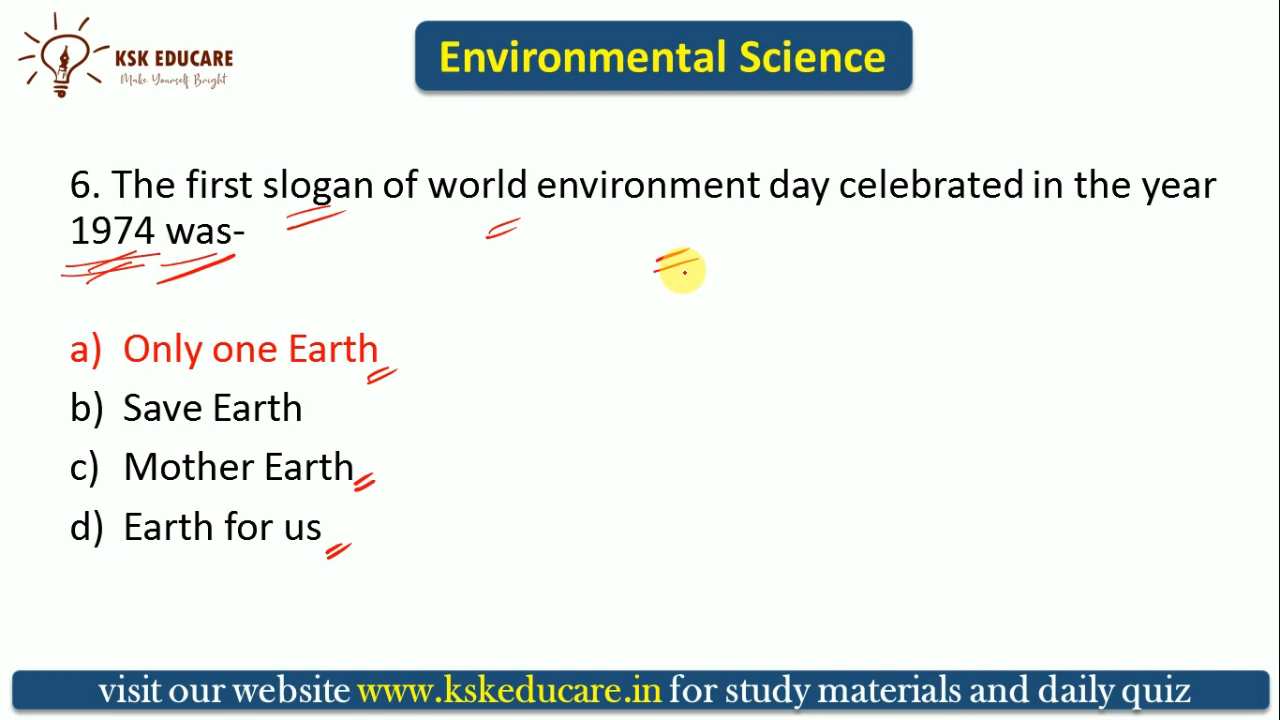 KSK EDUCARE
Make Yourself Bright
Environmental Science
6. The first slogan of world environment day celebrated in the year
1974 was-
a) Only one Earth
b) Save Earth
c) Mother Earth
d) Earth for us
visit our website www.kskeducare.in for study materials and daily quiz